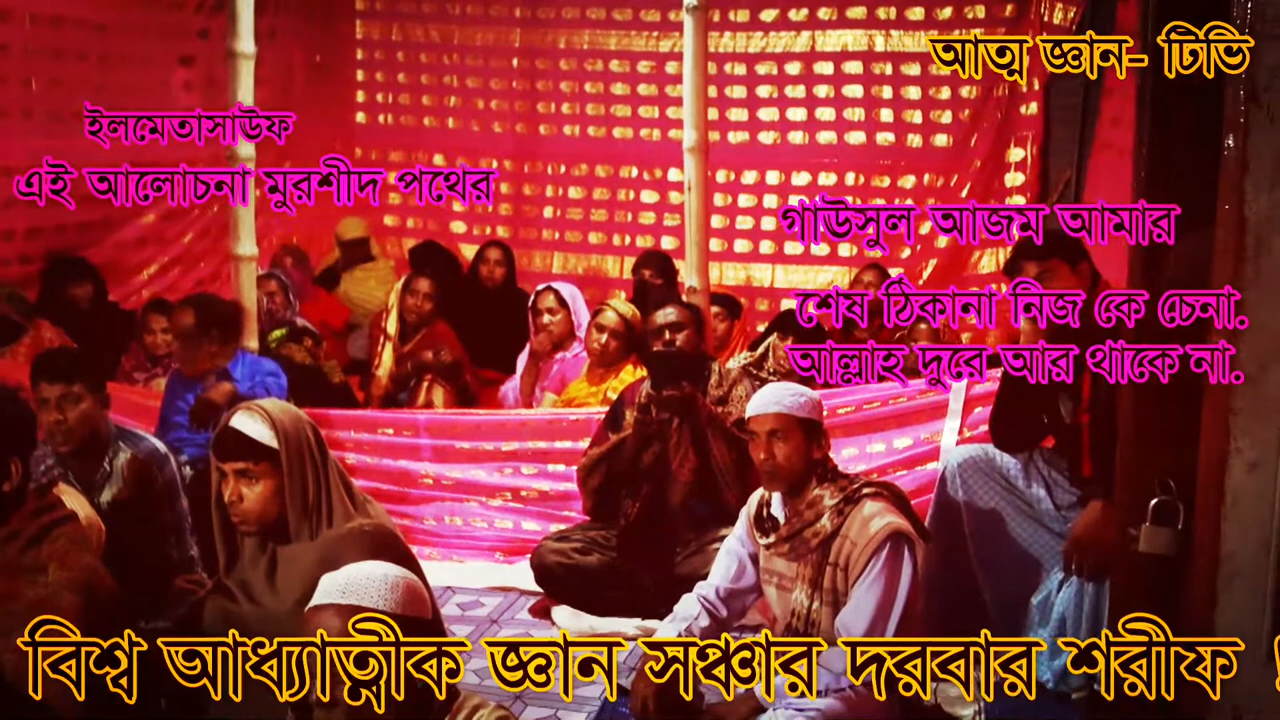 আত্ম জ্ঞান- টিভি
ইলমেতাসাউফ
এই আলোচনা মুরশীদ পথের
গাউসুল আজম আমার
শেষ ঠিকানা নিজ কে চেনা.
আল্লাহ দুরে আর থাকে না.
বিশ্ব আধ্যাত্নীক জ্ঞান সঞ্চার দরবার শরীফ